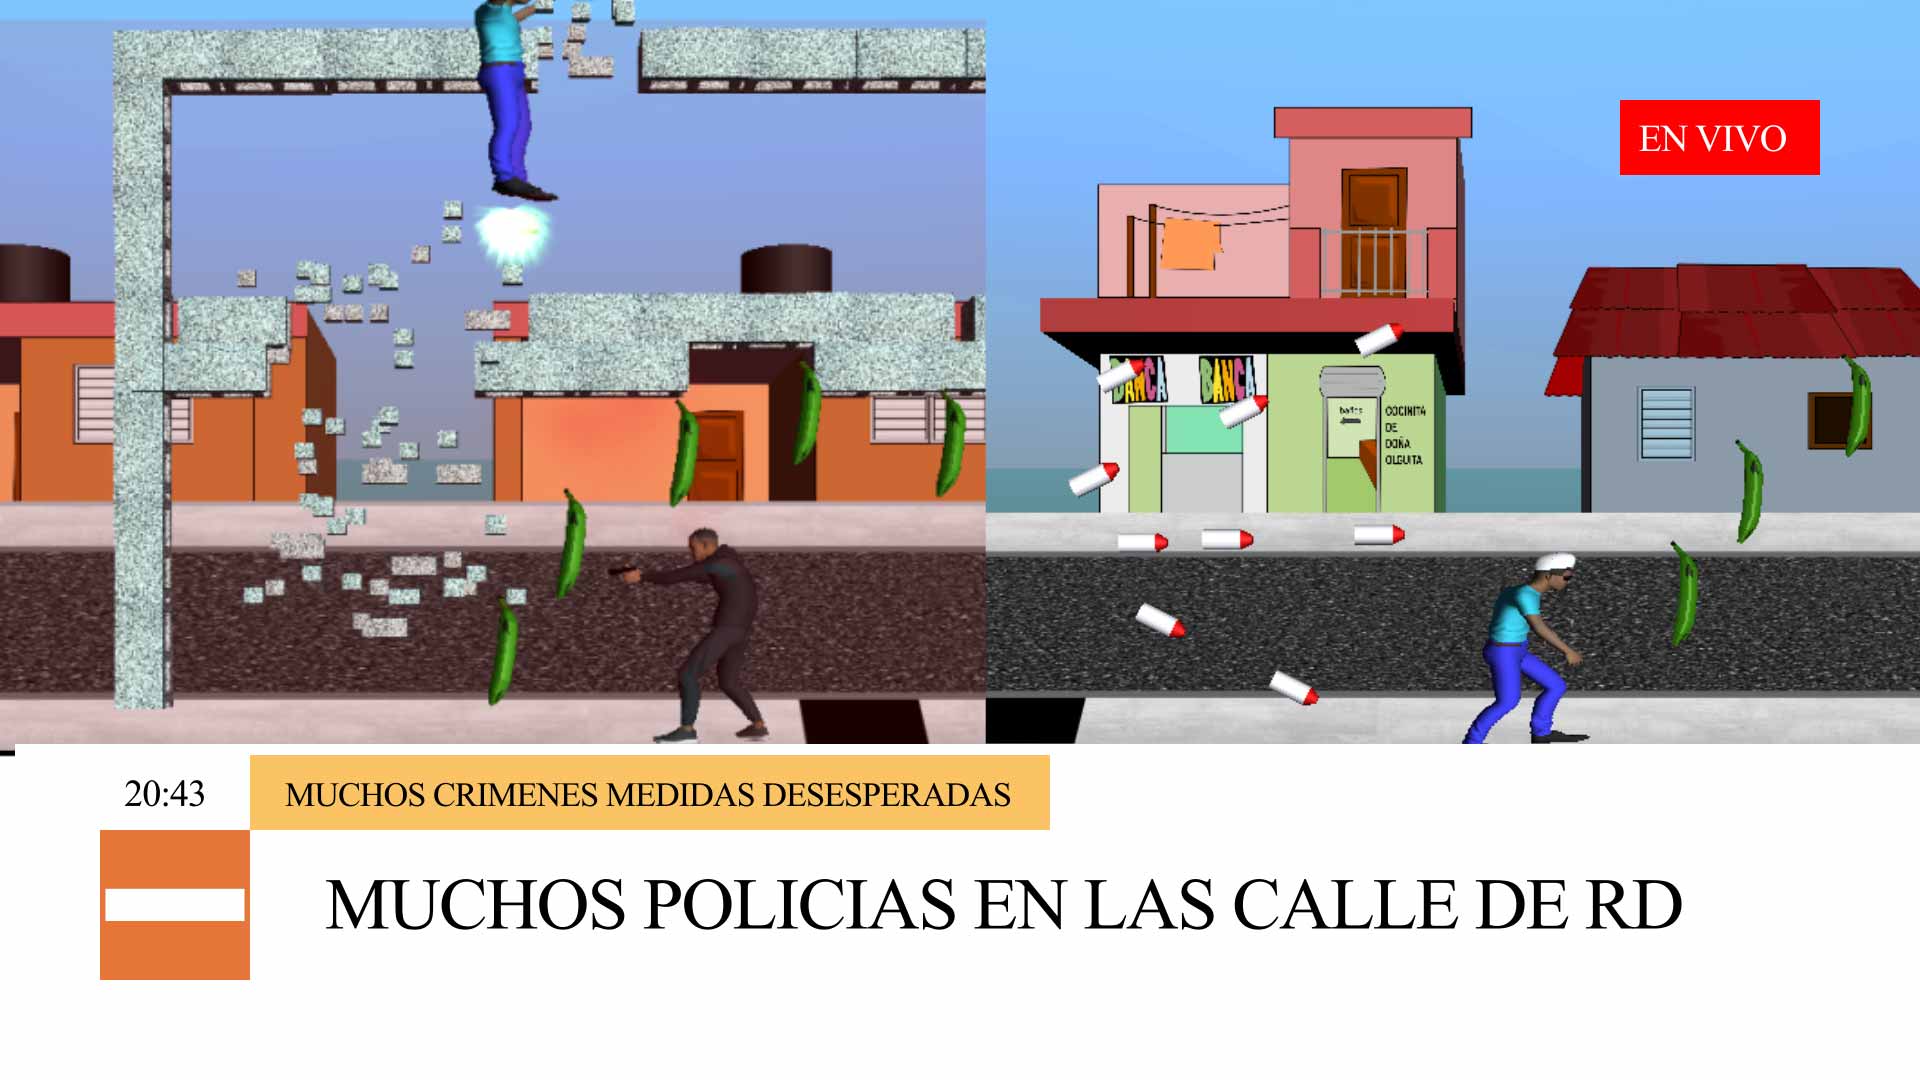 EN VIVO
BANCA BANCA
baños
COCINITA
DE
DOÑA
OLGUITA
20:43
MUCHOS CRIMENES MEDIDAS DESESPERADAS
MUCHOS POLICIAS EN LAS CALLE DE RD